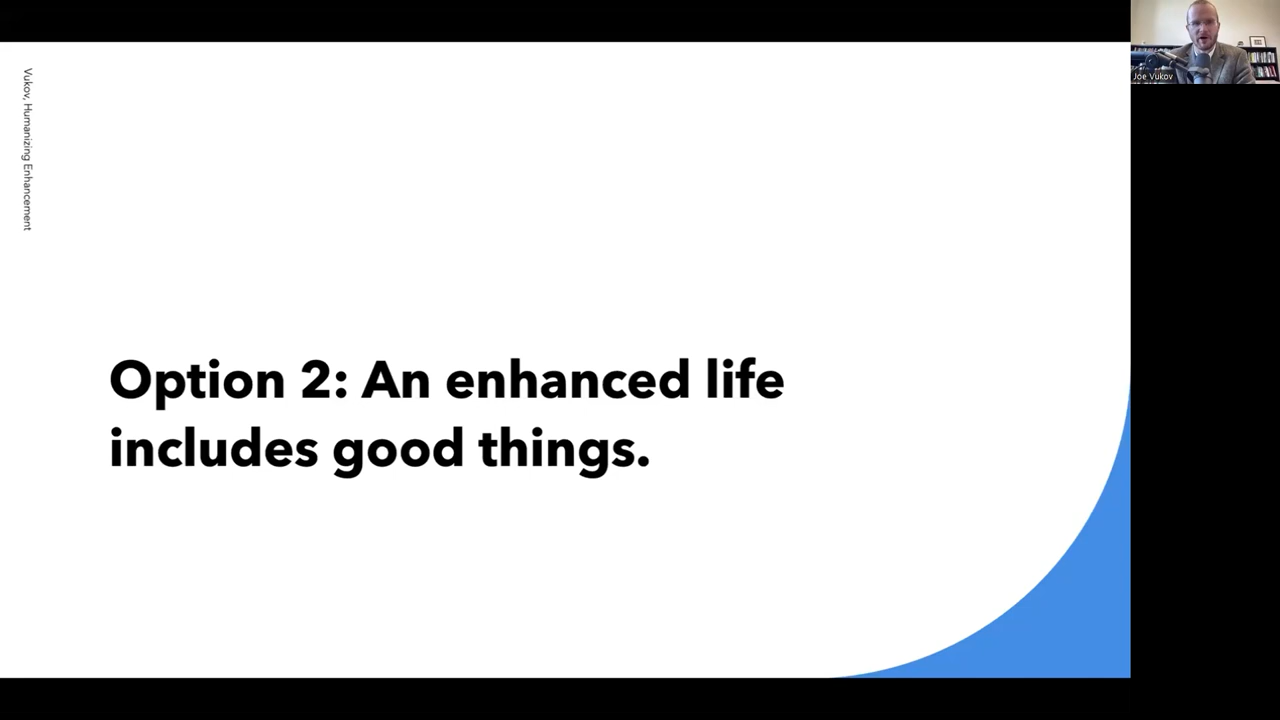 Vukov, Humanizing Enhancement
Joe Vukov
Option 2: An enhanced life
includes good things.